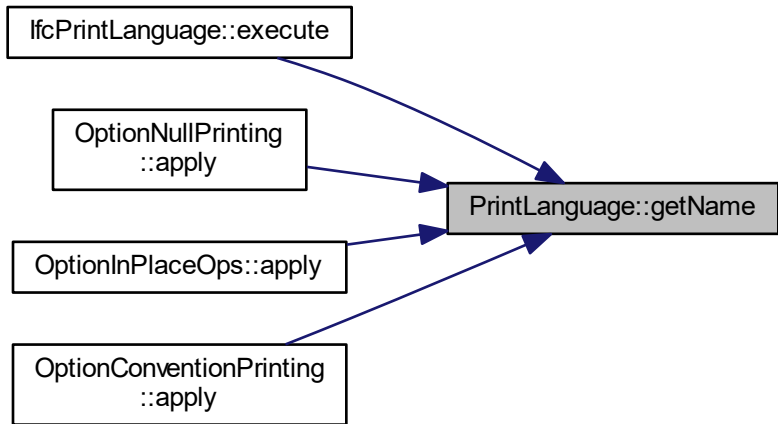 IfcPrintLanguage::execute
OptionNullPrinting
::apply
PrintLanguage::getName
OptionInPlaceOps::apply
OptionConventionPrinting
::apply